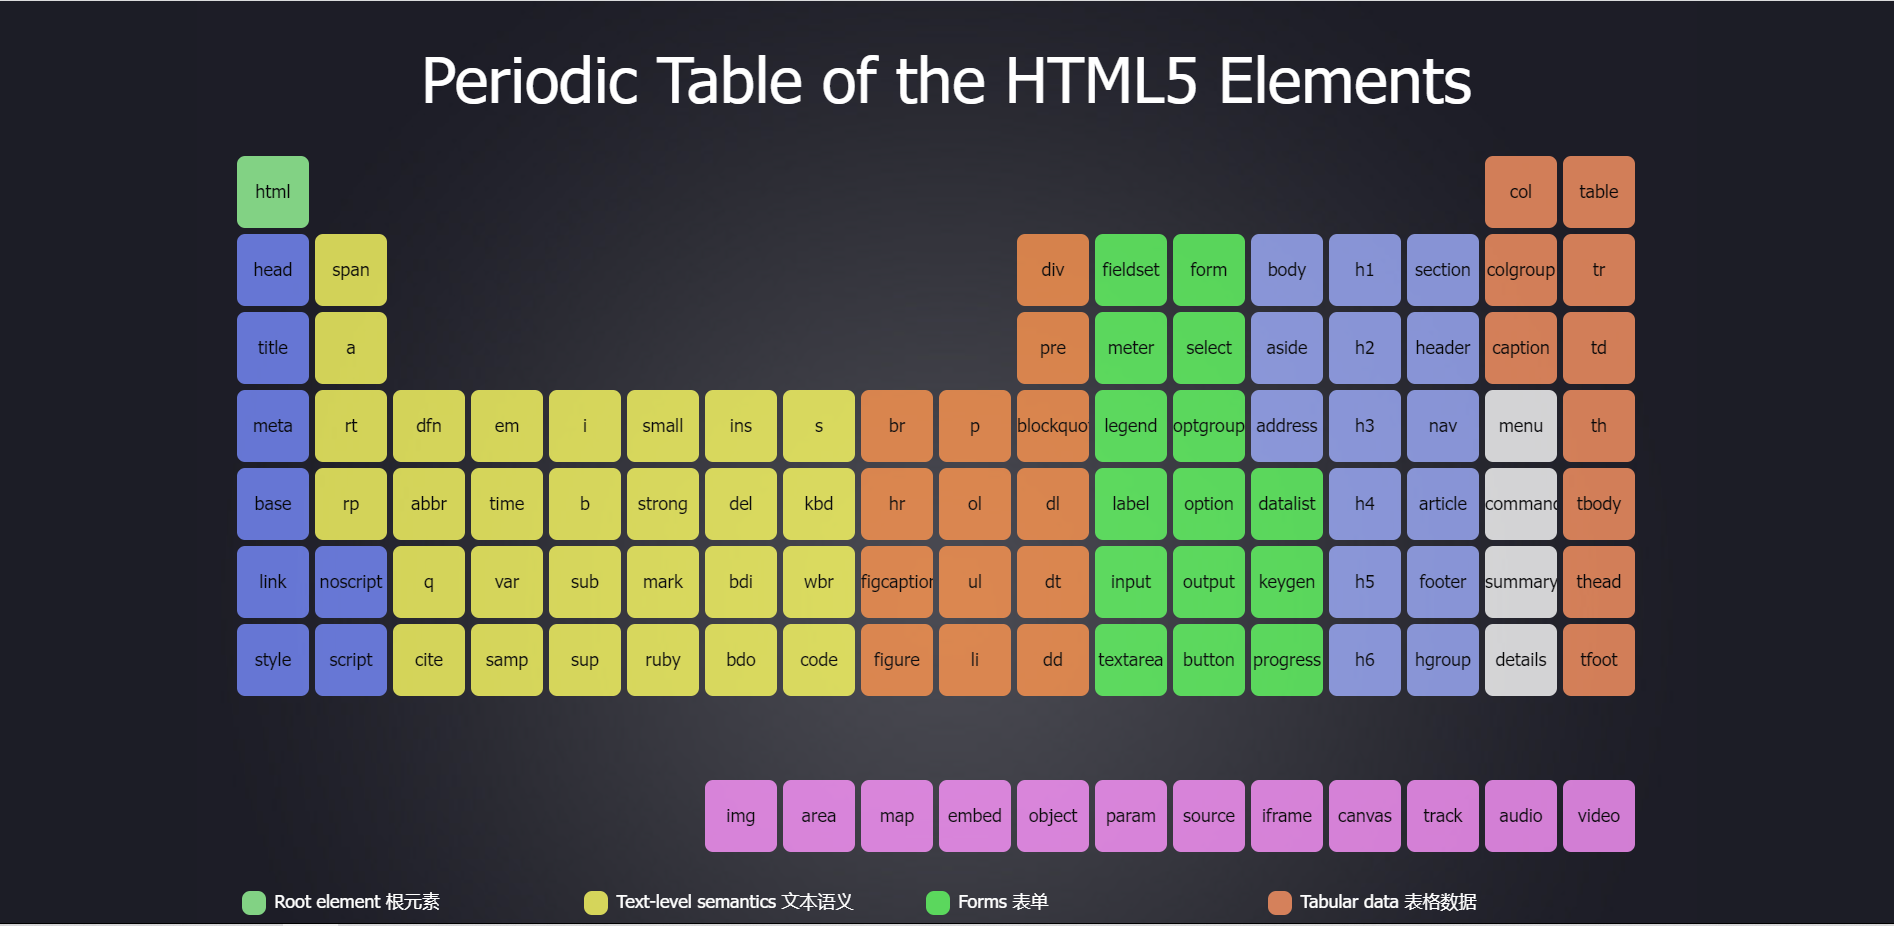 Periodic Table of the HTML5 Elements
html col table
head span div fieldset form body h1 section colgroup tr
title a pre meter select aside h2 header caption td
meta rt dfn em i small ins s br p blockquo legend optgroup address h3 nav menu th
base rp abbr time b strong del kbd hr ol dl label option datalist h4 article command tbody
link noscript q var sub mark bdi wbr figcaption ul dt input output keygen h5 footer summary thead
style script cite samp sup ruby bdo code figure li dd textarea button progress h6 hgroup details tfoot
img area map embed object param source iframe canvas track audio video
Root element 根元素 Text-level semantics 文本语义 Forms 表单 Tabular data 表格数据